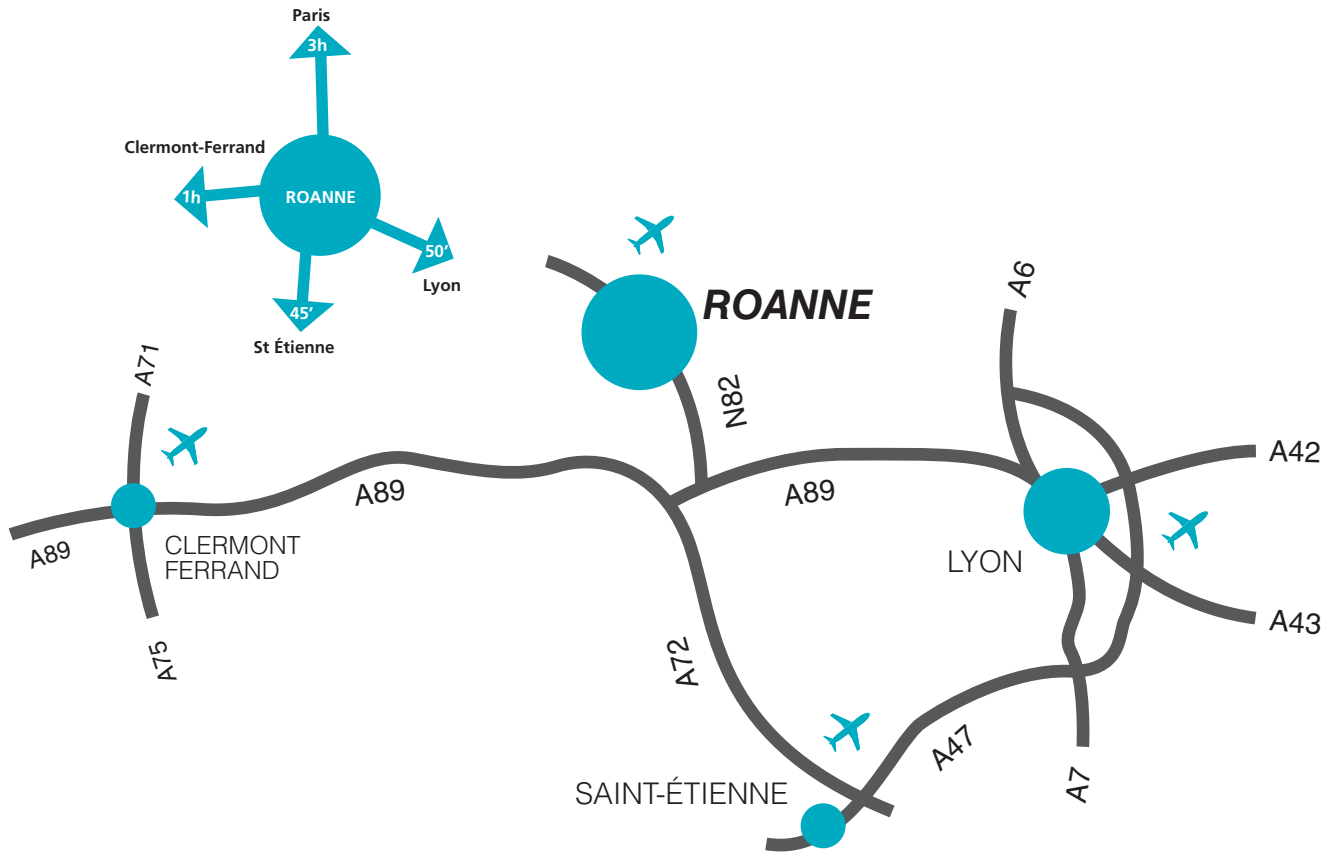 Paris
3h
Clermont-Ferrand
1h
ROANNE
50’
Lyon
45’
St Étienne
ROANNE
A6
A71
N82
A42
A89
A89
A89
CLERMONT
FERRAND
LYON
A43
A75
A72
A47
A7
SAINT-ÉTIENNE